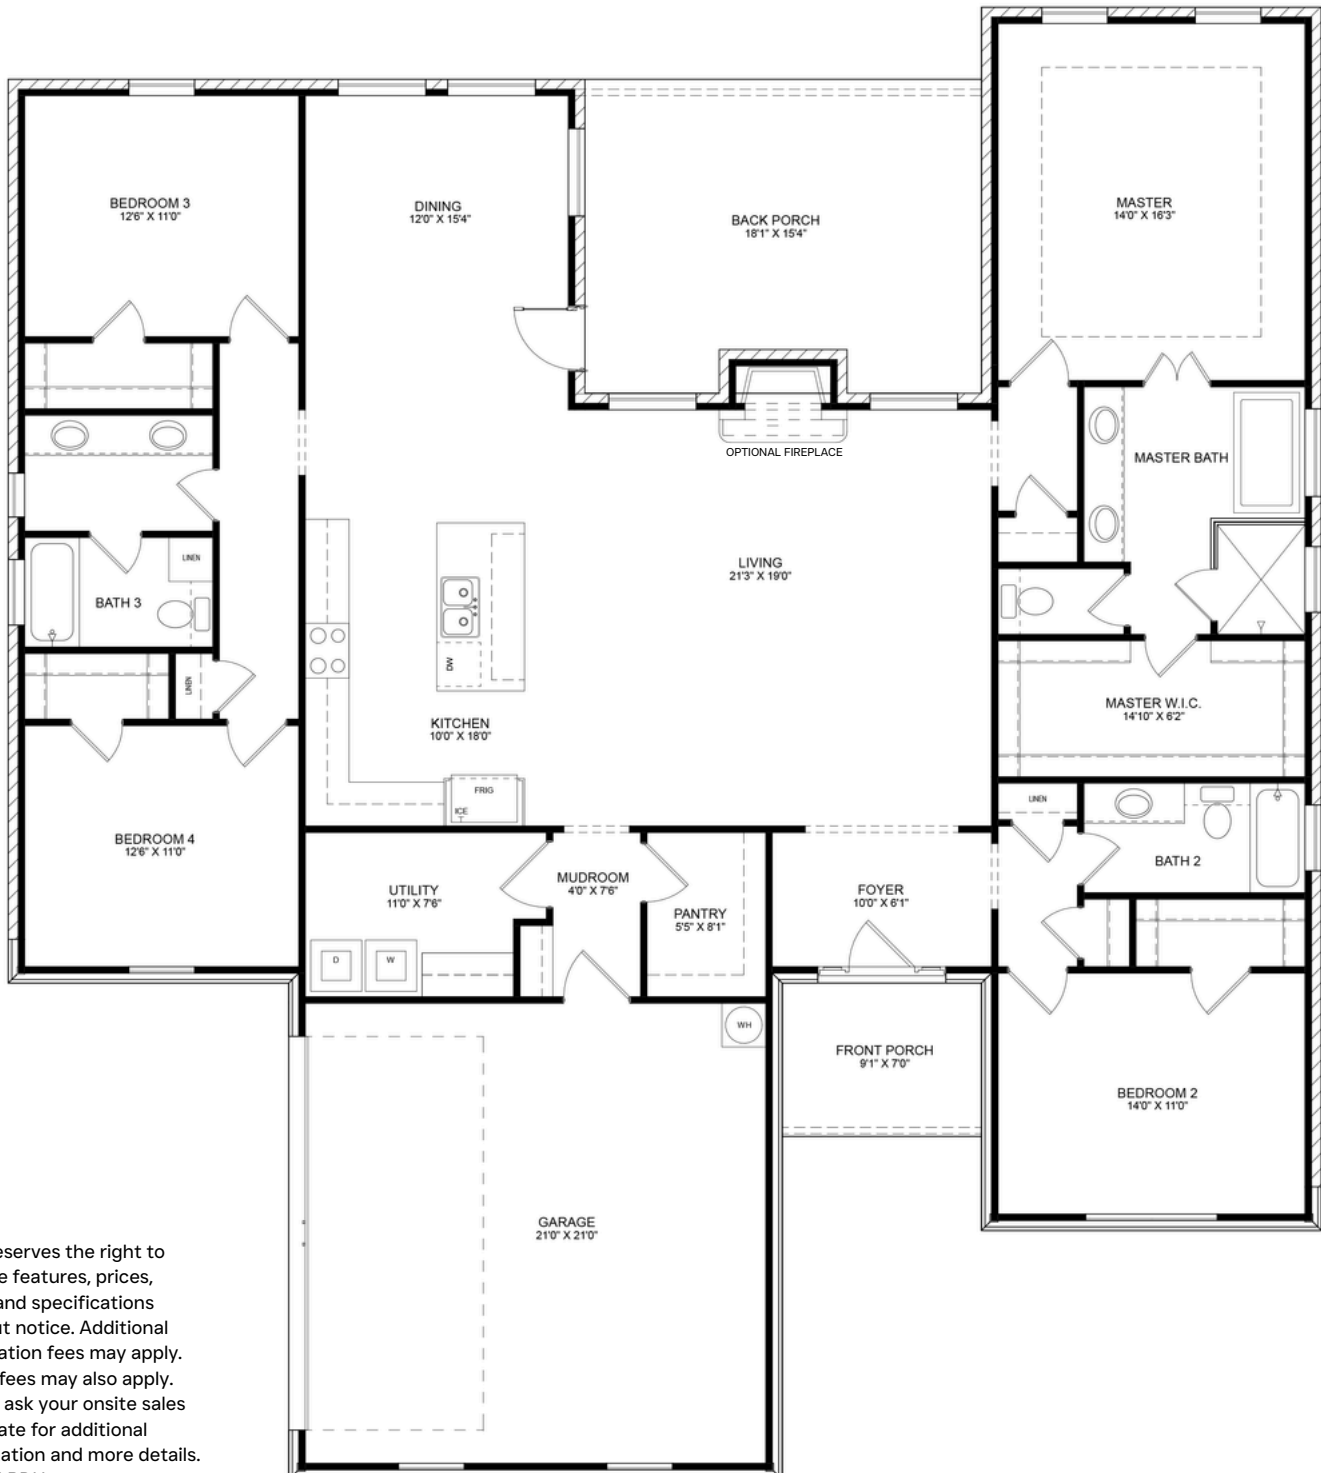 BEDROOM 3
12'6" X 11'0"
DINING
12'0" X 15'4"
BACK PORCH
18'1" X 15'4"
MASTER
14'0" X 16'3"
OPTIONAL FIREPLACE
MASTER BATH
LINEN
BATH 3
LIVING
21'3" X 19'0"
DW
LINEN
KITCHEN
10'0" X 18'0"
MASTER W.I.C.
14'10" X 6'2"
FRIG
ICE
LINEN
BEDROOM 4
12'6" X 11'0"
BATH 2
UTILITY
11'0" X 7'6"
MUDROOM
4'0" X 7'6"
PANTRY
5'5" X 8'1"
FOYER
10'0" X 6'1"
D
W
WH
FRONT PORCH
9'1" X 7'0"
BEDROOM 2
14'0" X 11'0"
GARAGE
21'0" X 21'0"
eserves the right to
e features, prices,
and specifications
ut notice. Additional
ation fees may apply.
fees may also apply.
ask your onsite sales
ate for additional
ation and more details.